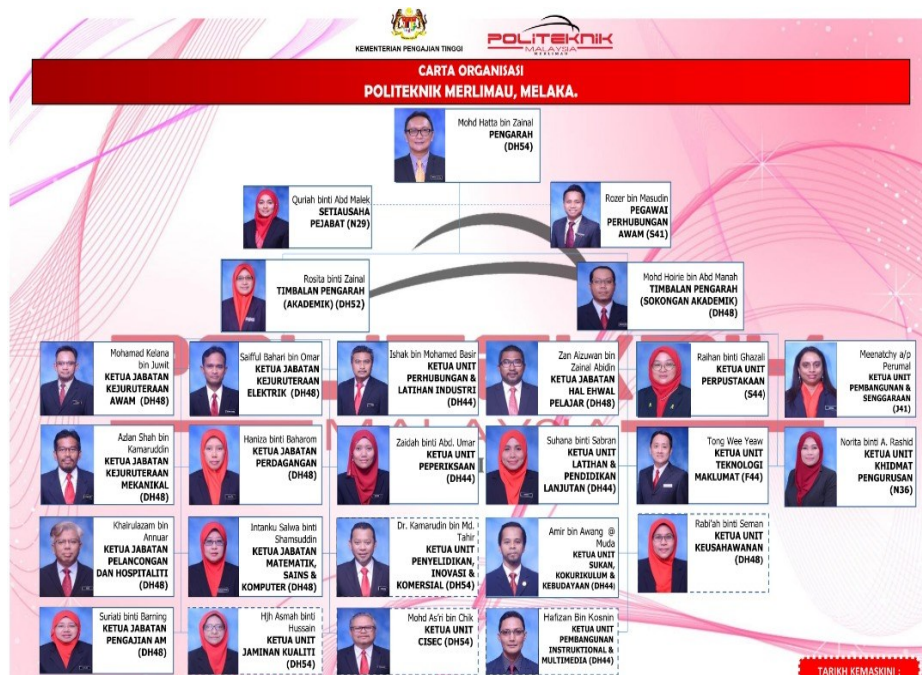 KEMENTERIAN PENGAJIAN TINGGI
POLITEKNIK
MALAYSIA
MERLIMAU
CARTA ORGANISASI
POLITEKNIK MERLIMAU, MELAKA.
Mohd Hatta bin Zainal
PENGARAH
(DH54)
Quriah binti Abd Malek
SETIAUSAHA
PEJABAT (N29)
Rozer bin Masudin
PEGAWAI
PERHUBUNGAN
AWAM (S41)
Rosita binti Zainal
TIMBALAN PENGARAH
(AKADEMIK) (DH52)
Mohd Hoirie bin Abd Manah
TIMBALAN PENGARAH
(SOKONGAN AKADEMIK)
(DH48)
Mohamad Kelana
bin Juwit
KETUA JABATAN
KEJURUTERAAN
AWAM (DH48)
Saifful Bahari bin Omar
KETUA JABATAN
KEJURUTERAAN
ELEKTRIK (DH48)
Ishak bin Mohamed Basir
KETUA UNIT
PERHUBUNGAN &
LATIHAN INDUSTRI
(DH44)
Zan Aizuwan bin
Zainal Abidin
KETUA JABATAN
HAL EHWAL
PELAJAR (DH48)
Raihan binti Ghazali
KETUA UNIT
PERPUSTAKAAN
(S44)
Meenatchy a/p
Perumal
KETUA UNIT
PEMBANGUNAN &
SENGGARAAN
(J41)
Azlan Shah bin
Kamaruddin
KETUA JABATAN
KEJURUTERAAN
MEKANIKAL
(DH48)
Haniza binti Baharom
KETUA JABATAN
PERDAGANGAN
(DH48)
Zaidah binti Abd. Umar
KETUA UNIT
PEPERIKSAAN
(DH44)
Suhana binti Sabran
KETUA UNIT
LATIHAN &
PENDIDIKAN
LANJUTAN (DH44)
Tong Wee Yeaw
KETUA UNIT
TEKNOLOGI
MAKLUMAT (F44)
Norita binti A. Rashid
KETUA UNIT
KHIDMAT
PENGURUSAN
(N36)
Khairulazam bin
Annuar
KETUA JABATAN
PELANCONGAN
DAN HOSPITALITI
(DH48)
Intanku Salwa binti
Shamsuddin
KETUA JABATAN
MATEMATIK,
SAINS &
KOMPUTER (DH48)
Dr. Kamarudin bin Md.
Tahir
KETUA UNIT
PENYELIDIKAN,
INOVASI &
KOMERSIAL (DH54)
Amir bin Awang @
Muda
KETUA UNIT
SUKAN,
KOKURIKULUM &
KEBUDAYAAN (DH44)
Rabi'ah binti Seman
KETUA UNIT
KEUSAHAWANAN
(DH48)
Suriati binti Barning
KETUA JABATAN
PENGAJIAN AM
(DH48)
Hjh Asmah binti
Hussain
KETUA UNIT
JAMINAN KUALITI
(DH54)
Mohd As'ri bin Chik
KETUA UNIT
CISEC (DH54)
Hafizan Bin Kosnin
KETUA UNIT
PEMBANGUNAN
INSTRUKTIONAL &
MULTIMEDIA (DH44)
TARIKH KEMASKINI :